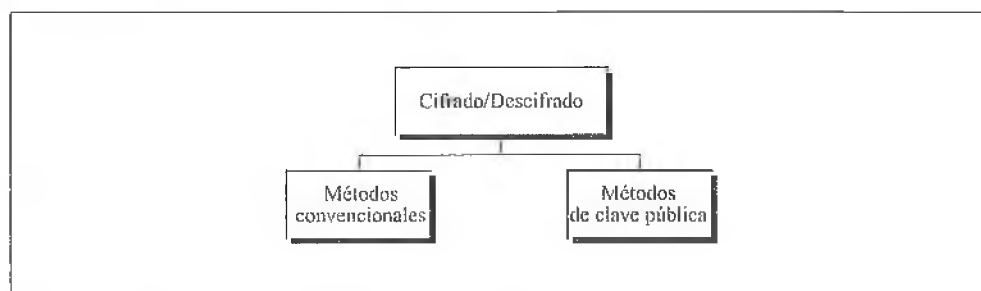 Cifrado/Descifrado
Métodos
convencionales
Métodos
de clave pública